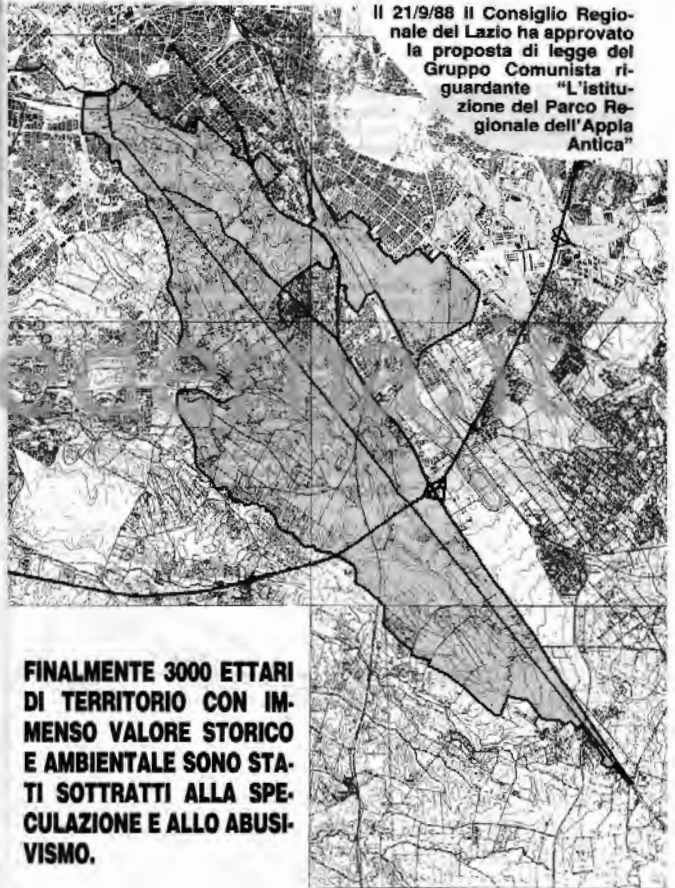 Il 21/9/88 il Consiglio Regio-
nale del Lazio ha approvato
la proposta di legge del
Gruppo Comunista ri-
guardante "L'istitu-
zione del Parco Re-
gionale dell'Appia
Antica"
FINALMENTE 3000 ETTARI
DI TERRITORIO CON IM-
MENSO VALORE STORICO
E AMBIENTALE SONO STA-
TI SOTTRATTI ALLA SPE-
CULAZIONE E ALLO ABUSI-
VISMO.